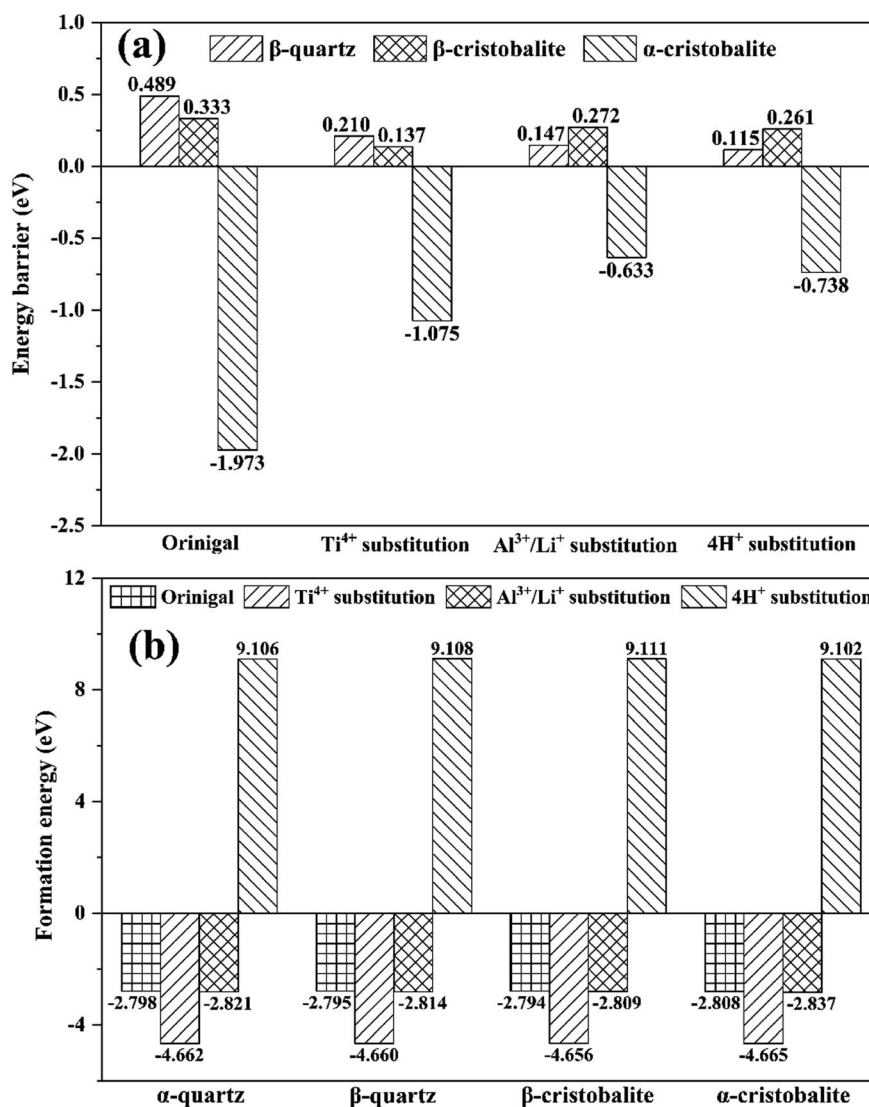 (a)
β-quartz β-cristobalite α-cristobalite
Energy barrier (eV)
1.0
0.5
0.0
-0.5
-1.0
-1.5
-2.0
-2.5
0.489
0.333
-1.973
0.210
0.137
-1.075
0.147
0.272
-0.633
0.115
0.261
-0.738
Orinigal Ti⁴⁺ substitution Al³⁺/Li⁺ substitution 4H⁺ substitution
(b)
Orinigal Ti⁴⁺ substitution Al³⁺/Li⁺ substitution 4H⁺ substitution
Formation energy (eV)
12
8
4
0
-4
9.106 9.108 9.111 9.102
-2.798 -2.821 -2.795 -2.814 -2.794 -2.809 -2.808 -2.837
-4.662 -4.660 -4.656 -4.665
α-quartz β-quartz β-cristobalite α-cristobalite